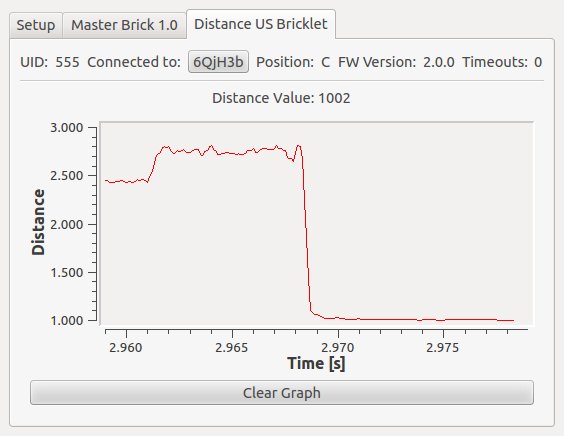 Setup Master Brick 1.0 Distance US Bricklet
UID: 555 Connected to: 6QjH3b Position: C FW Version: 2.0.0 Timeouts: 0
Distance Value: 1002
3.000
2.500
2.000
1.500
1.000
Distance
2.960 2.965 2.970 2.975
Time [s]
Clear Graph